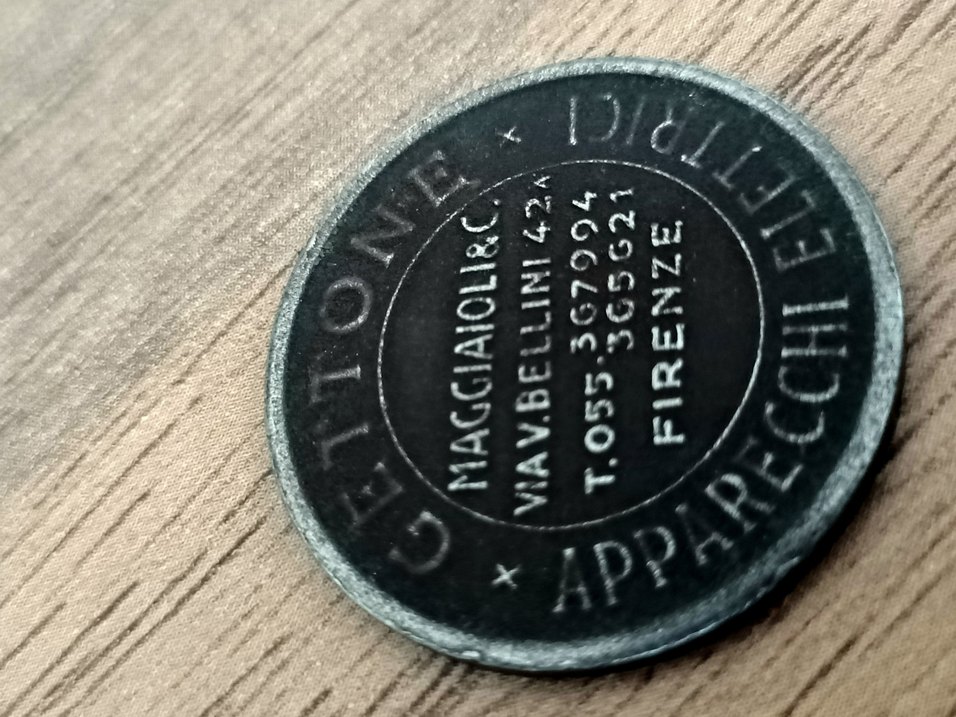 GETTONE
MAGGIAIOLI&C.
VIA V. BELLINI 42A
T. 055.367994
365621
FIRENZE
APPARECCHI ELETTRICI